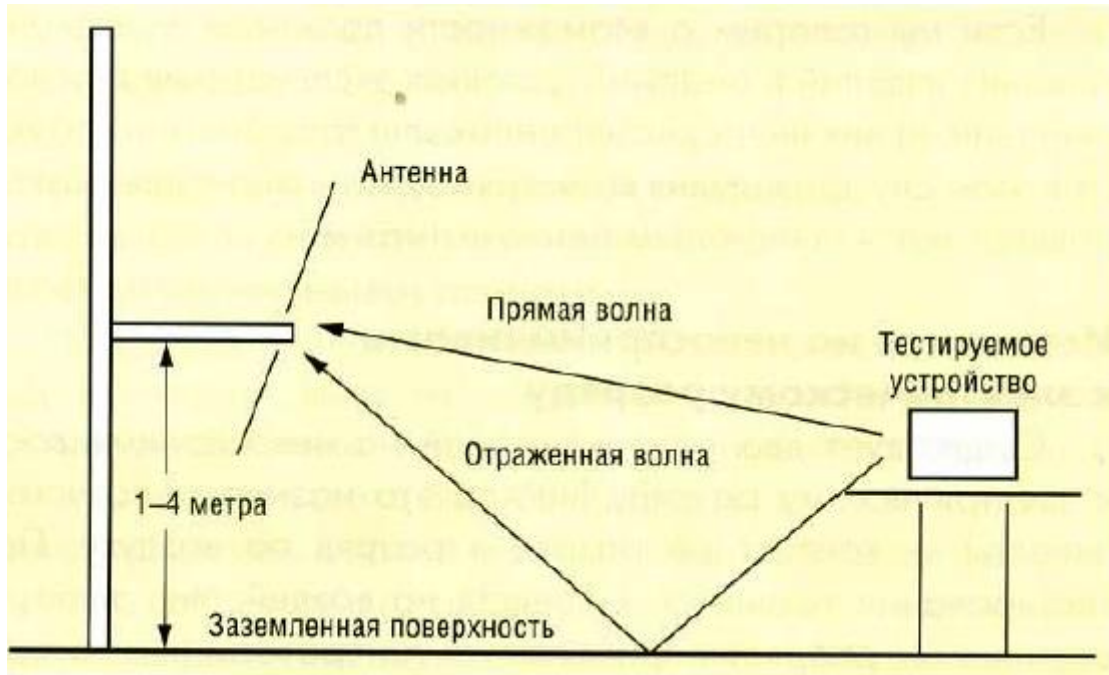 Антенна
Прямая волна
Тестируемое
устройство
Отраженная волна
1–4 метра
Заземленная поверхность